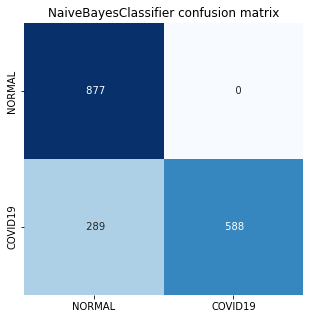 NaiveBayesClassifier confusion matrix
NORMAL
877
0
COVID19
289
588
NORMAL
COVID19